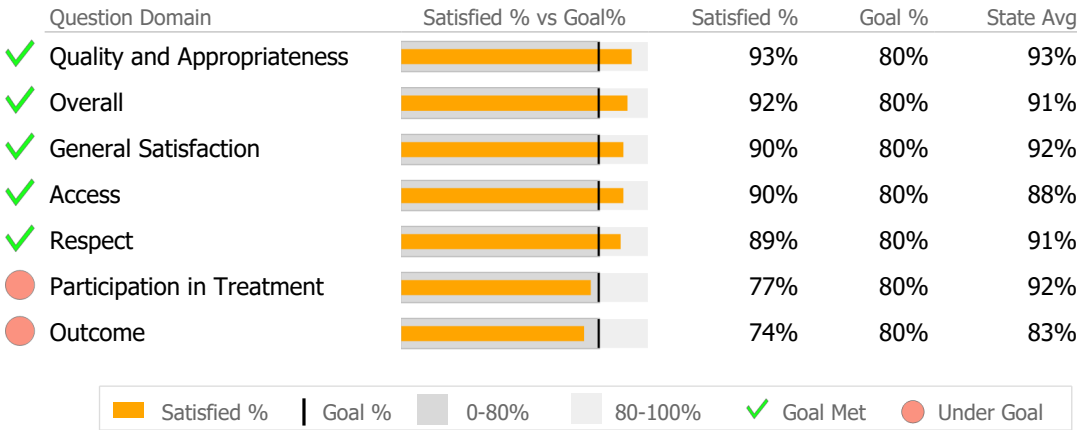 Question Domain Satisfied % vs Goal% Satisfied % Goal % State Avg
Quality and Appropriateness 93% 80% 93%
Overall 92% 80% 91%
General Satisfaction 90% 80% 92%
Access 90% 80% 88%
Respect 89% 80% 91%
Participation in Treatment 77% 80% 92%
Outcome 74% 80% 83%
Satisfied % Goal % 0-80% 80-100% Goal Met Under Goal